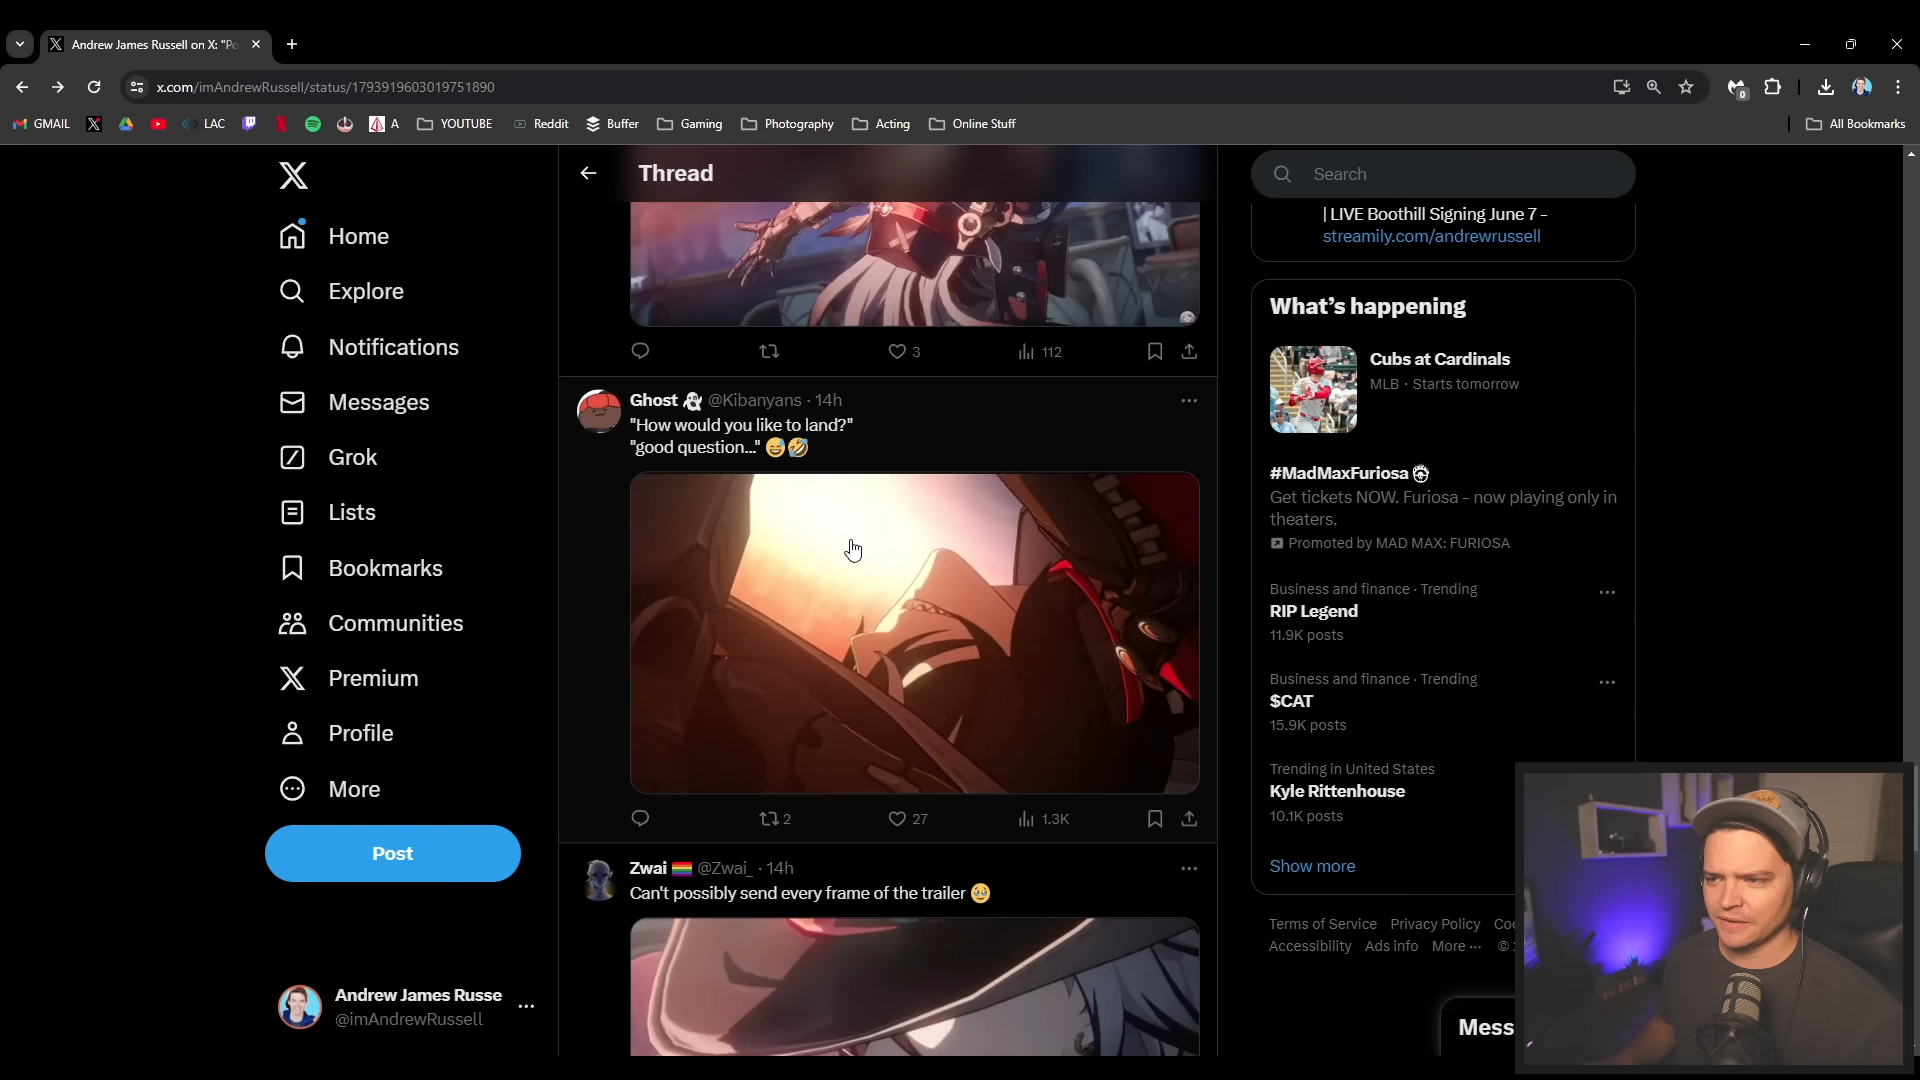 Andrew James Russell on X: "Po
x.com/imAndrewRussell/status/1793919603019751890
0
GMAIL
LAC
A
YOUTUBE
Reddit
Buffer
Gaming
Photography
Acting
Online Stuff
All Bookmarks
Home
Explore
Notifications
Messages
Grok
Lists
Bookmarks
Communities
Premium
Profile
More
Post
Andrew James Russe
@imAndrewRussell
Thread
3
112
Ghost 👻 @Kibanyans · 14h
"How would you like to land?"
"good question..." 😅🤣
2
27
1.3K
Zwai 🏳️‍🌈 @Zwai_ · 14h
Can't possibly send every frame of the trailer 🥹
Search
| LIVE Boothill Signing June 7 -
streamily.com/andrewrussell
What's happening
Cubs at Cardinals
MLB · Starts tomorrow
#MadMaxFuriosa
Get tickets NOW. Furiosa - now playing only in
theaters.
Promoted by MAD MAX: FURIOSA
Business and finance · Trending
RIP Legend
11.9K posts
Business and finance · Trending
$CAT
15.9K posts
Trending in United States
Kyle Rittenhouse
10.1K posts
Show more
Terms of Service Privacy Policy Coo
Accessibility Ads info More ··· ©
Mess